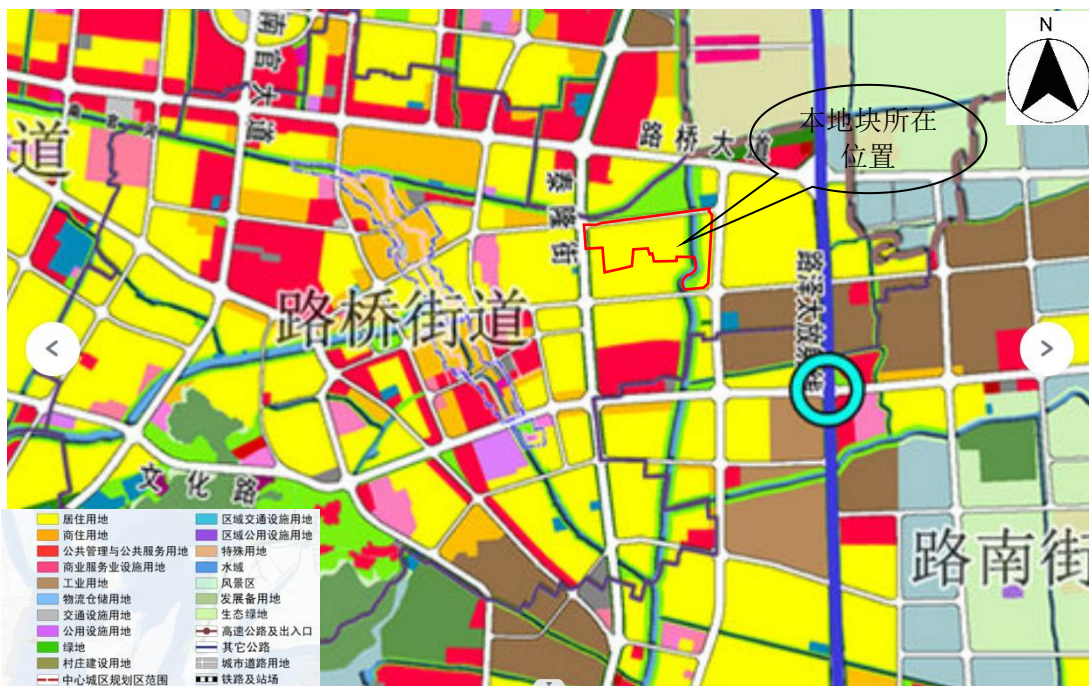 N
南官大道
路桥大道
本地块所在
位置
道
泰隆街
路桥街道
路泽太放射线
文化路
路南街
居住用地
商住用地
公共管理与公共服务用地
商业服务业设施用地
工业用地
物流仓储用地
交通设施用地
公用设施用地
绿地
村庄建设用地
中心城区规划区范围
区域交通设施用地
区域公用设施用地
特殊用地
水域
风景区
发展备用地
生态绿地
高速公路及出入口
其它公路
城市道路用地
铁路及站场